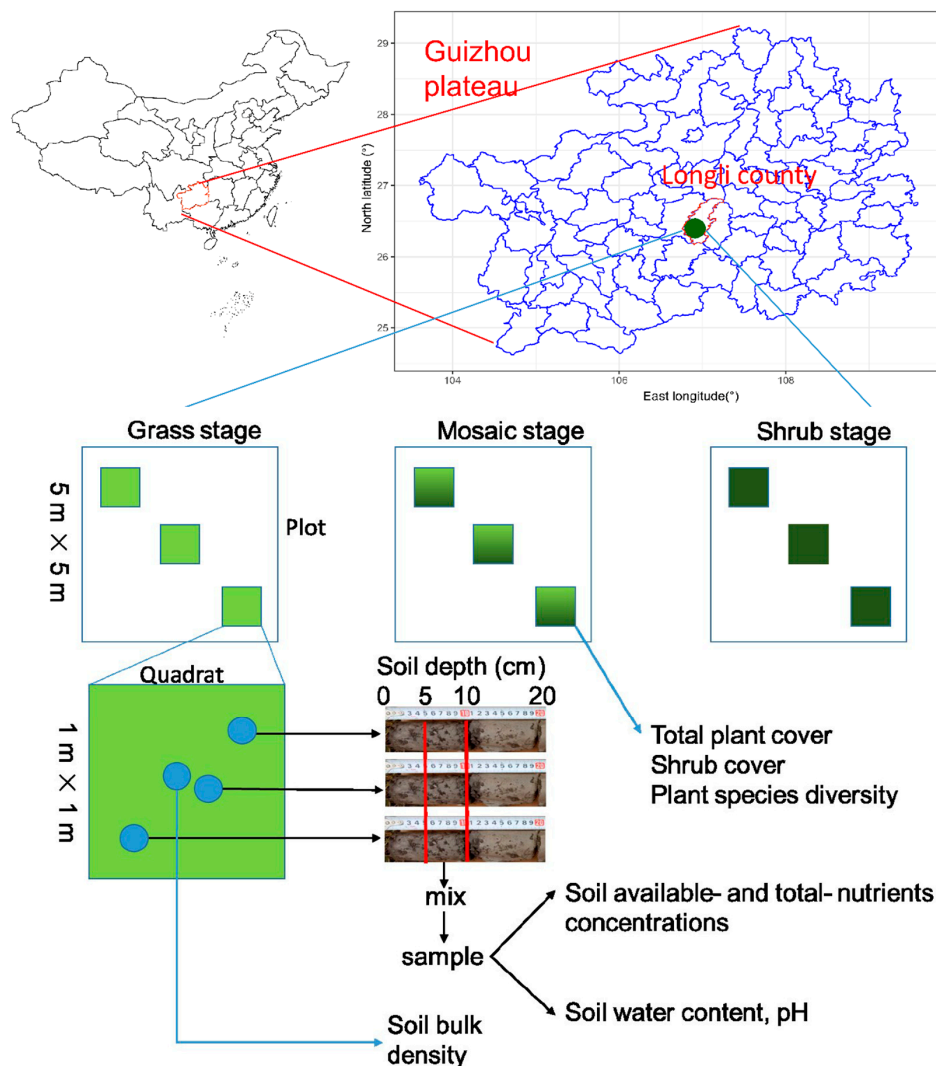 Guizhou
plateau
Longli county
29
28
27
26
25
North latitude (°)
104
106
108
East longitude(°)
Grass stage
Mosaic stage
Shrub stage
5 m × 5 m
Plot
Quadrat
1 m × 1 m
Soil depth (cm)
0 5 10 20
Total plant cover
Shrub cover
Plant species diversity
mix
sample
Soil available- and total- nutrients
concentrations
Soil water content, pH
Soil bulk
density